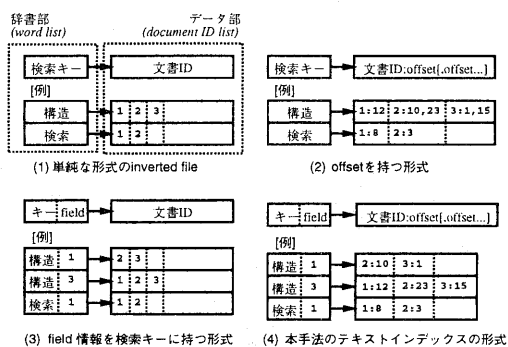 辞書部
(word list)
データ部
(document ID list)
検索キー
文書ID
[例]
構造
1 2 3
検索
1 2
(1) 単純な形式のinverted file
検索キー
文書ID:offset[.offset...]
[例]
構造
1:12 2:10,23 3:1,15
検索
1:8 2:3
(2) offsetを持つ形式
キー field
文書ID
[例]
構造 1
2 3
構造 3
1 2 3
検索 1
1 2
(3) field 情報を検索キーに持つ形式
キー field
文書ID:offset[.offset...]
[例]
構造 1
2:10 3:1
構造 3
1:12 2:23 3:15
検索 1
1:8 2:3
(4) 本手法のテキストインデックスの形式